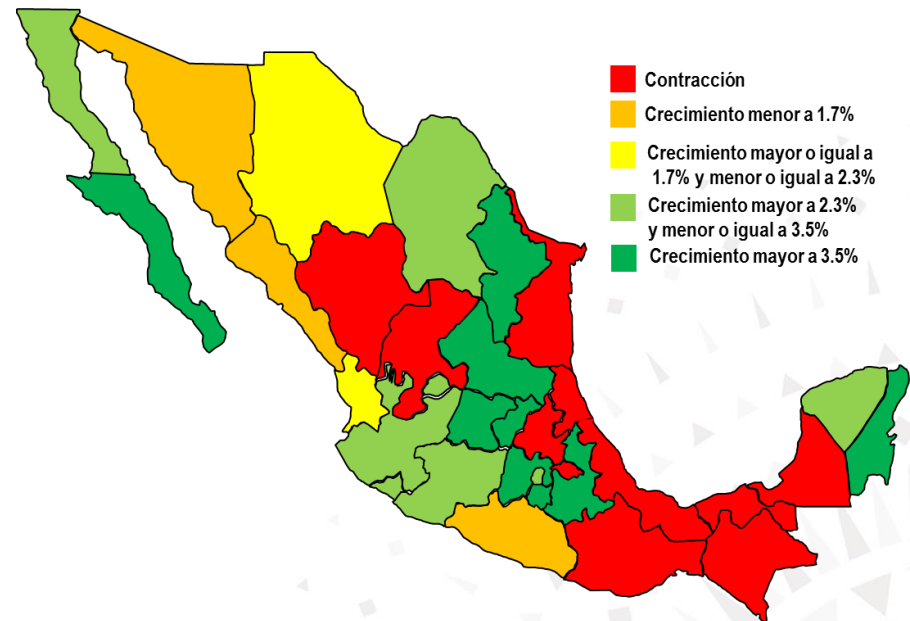 Contracción
Crecimiento menor a 1.7%
Crecimiento mayor o igual a
1.7% y menor o igual a 2.3%
Crecimiento mayor a 2.3%
y menor o igual a 3.5%
Crecimiento mayor a 3.5%